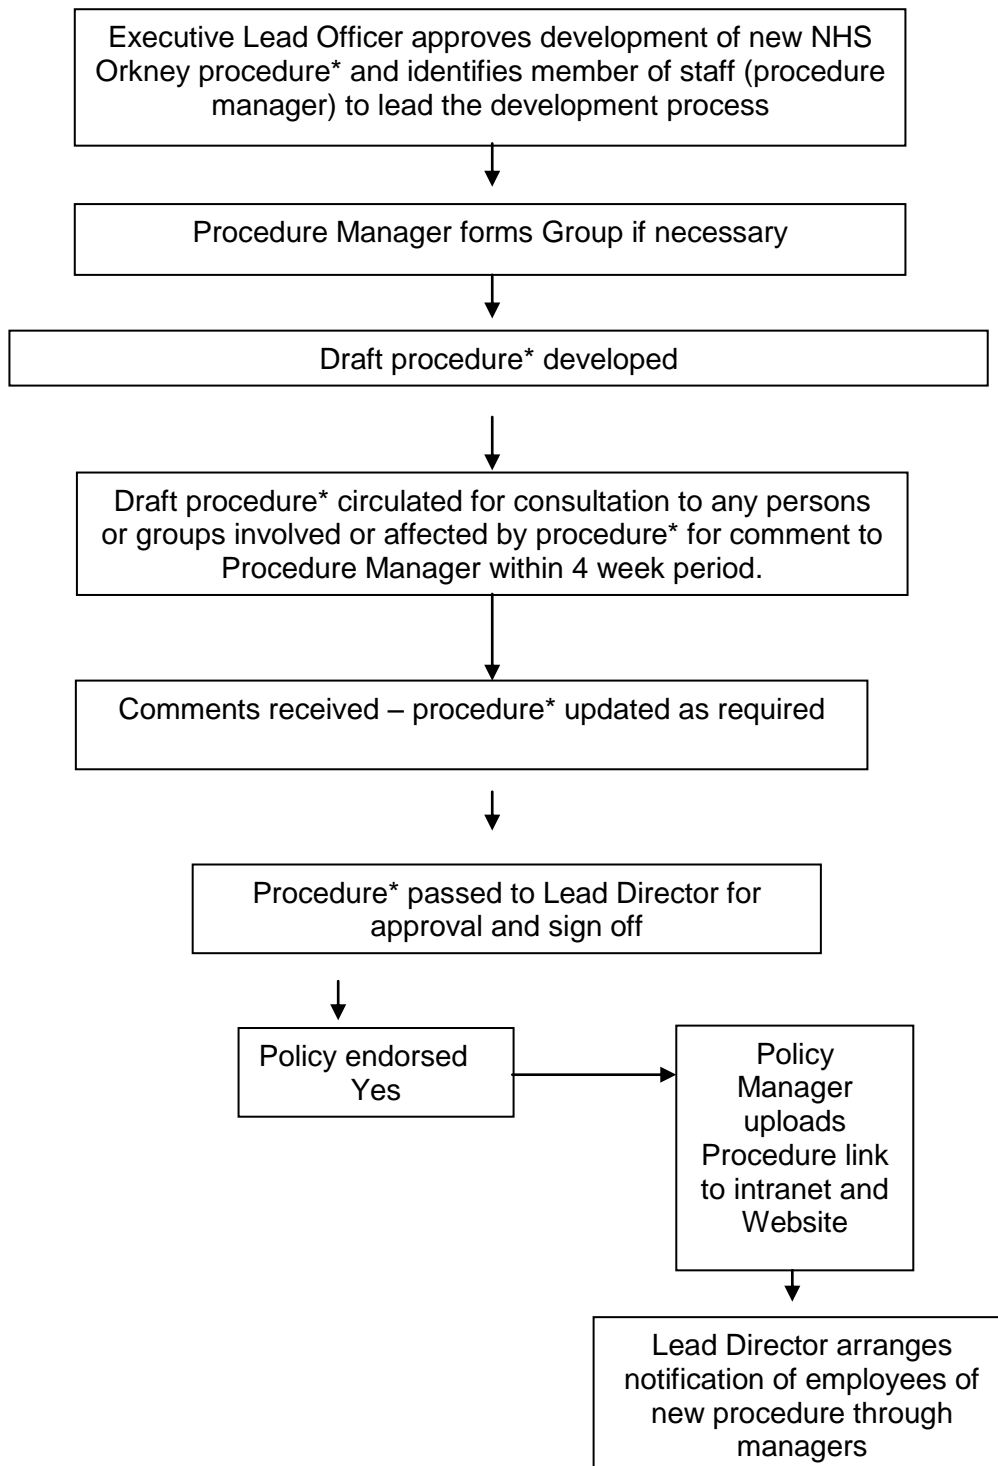 Executive Lead Officer approves development of new NHS
Orkney procedure* and identifies member of staff (procedure
manager) to lead the development process
Procedure Manager forms Group if necessary
Draft procedure* developed
Draft procedure* circulated for consultation to any persons
or groups involved or affected by procedure* for comment to
Procedure Manager within 4 week period.
Comments received – procedure* updated as required
Procedure* passed to Lead Director for
approval and sign off
Policy endorsed
Yes
Policy
Manager
uploads
Procedure link
to intranet and
Website
Lead Director arranges
notification of employees of
new procedure through
managers